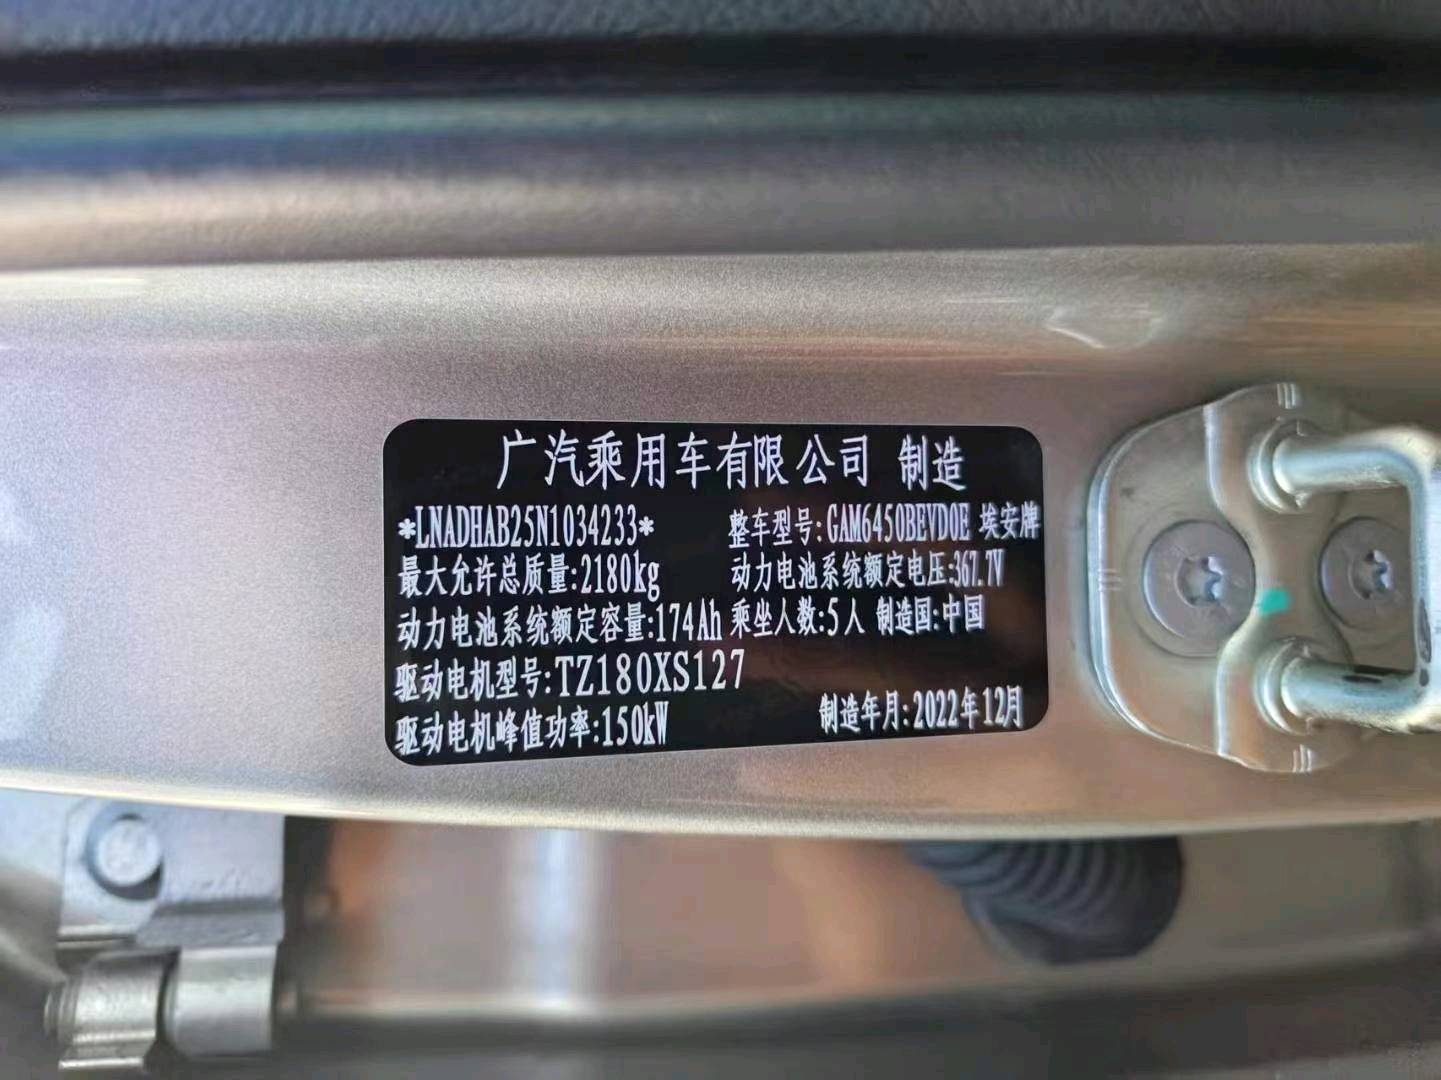 广汽乘用车有限公司 制造
*LNADHAB25N1034233* 整车型号:GAM6450BEVD0E 埃安牌
最大允许总质量:2180kg 动力电池系统额定电压:367.7V
动力电池系统额定容量:174Ah 乘坐人数:5人 制造国:中国
驱动电机型号:TZ180XS127
驱动电机峰值功率:150kW 制造年月:2022年12月